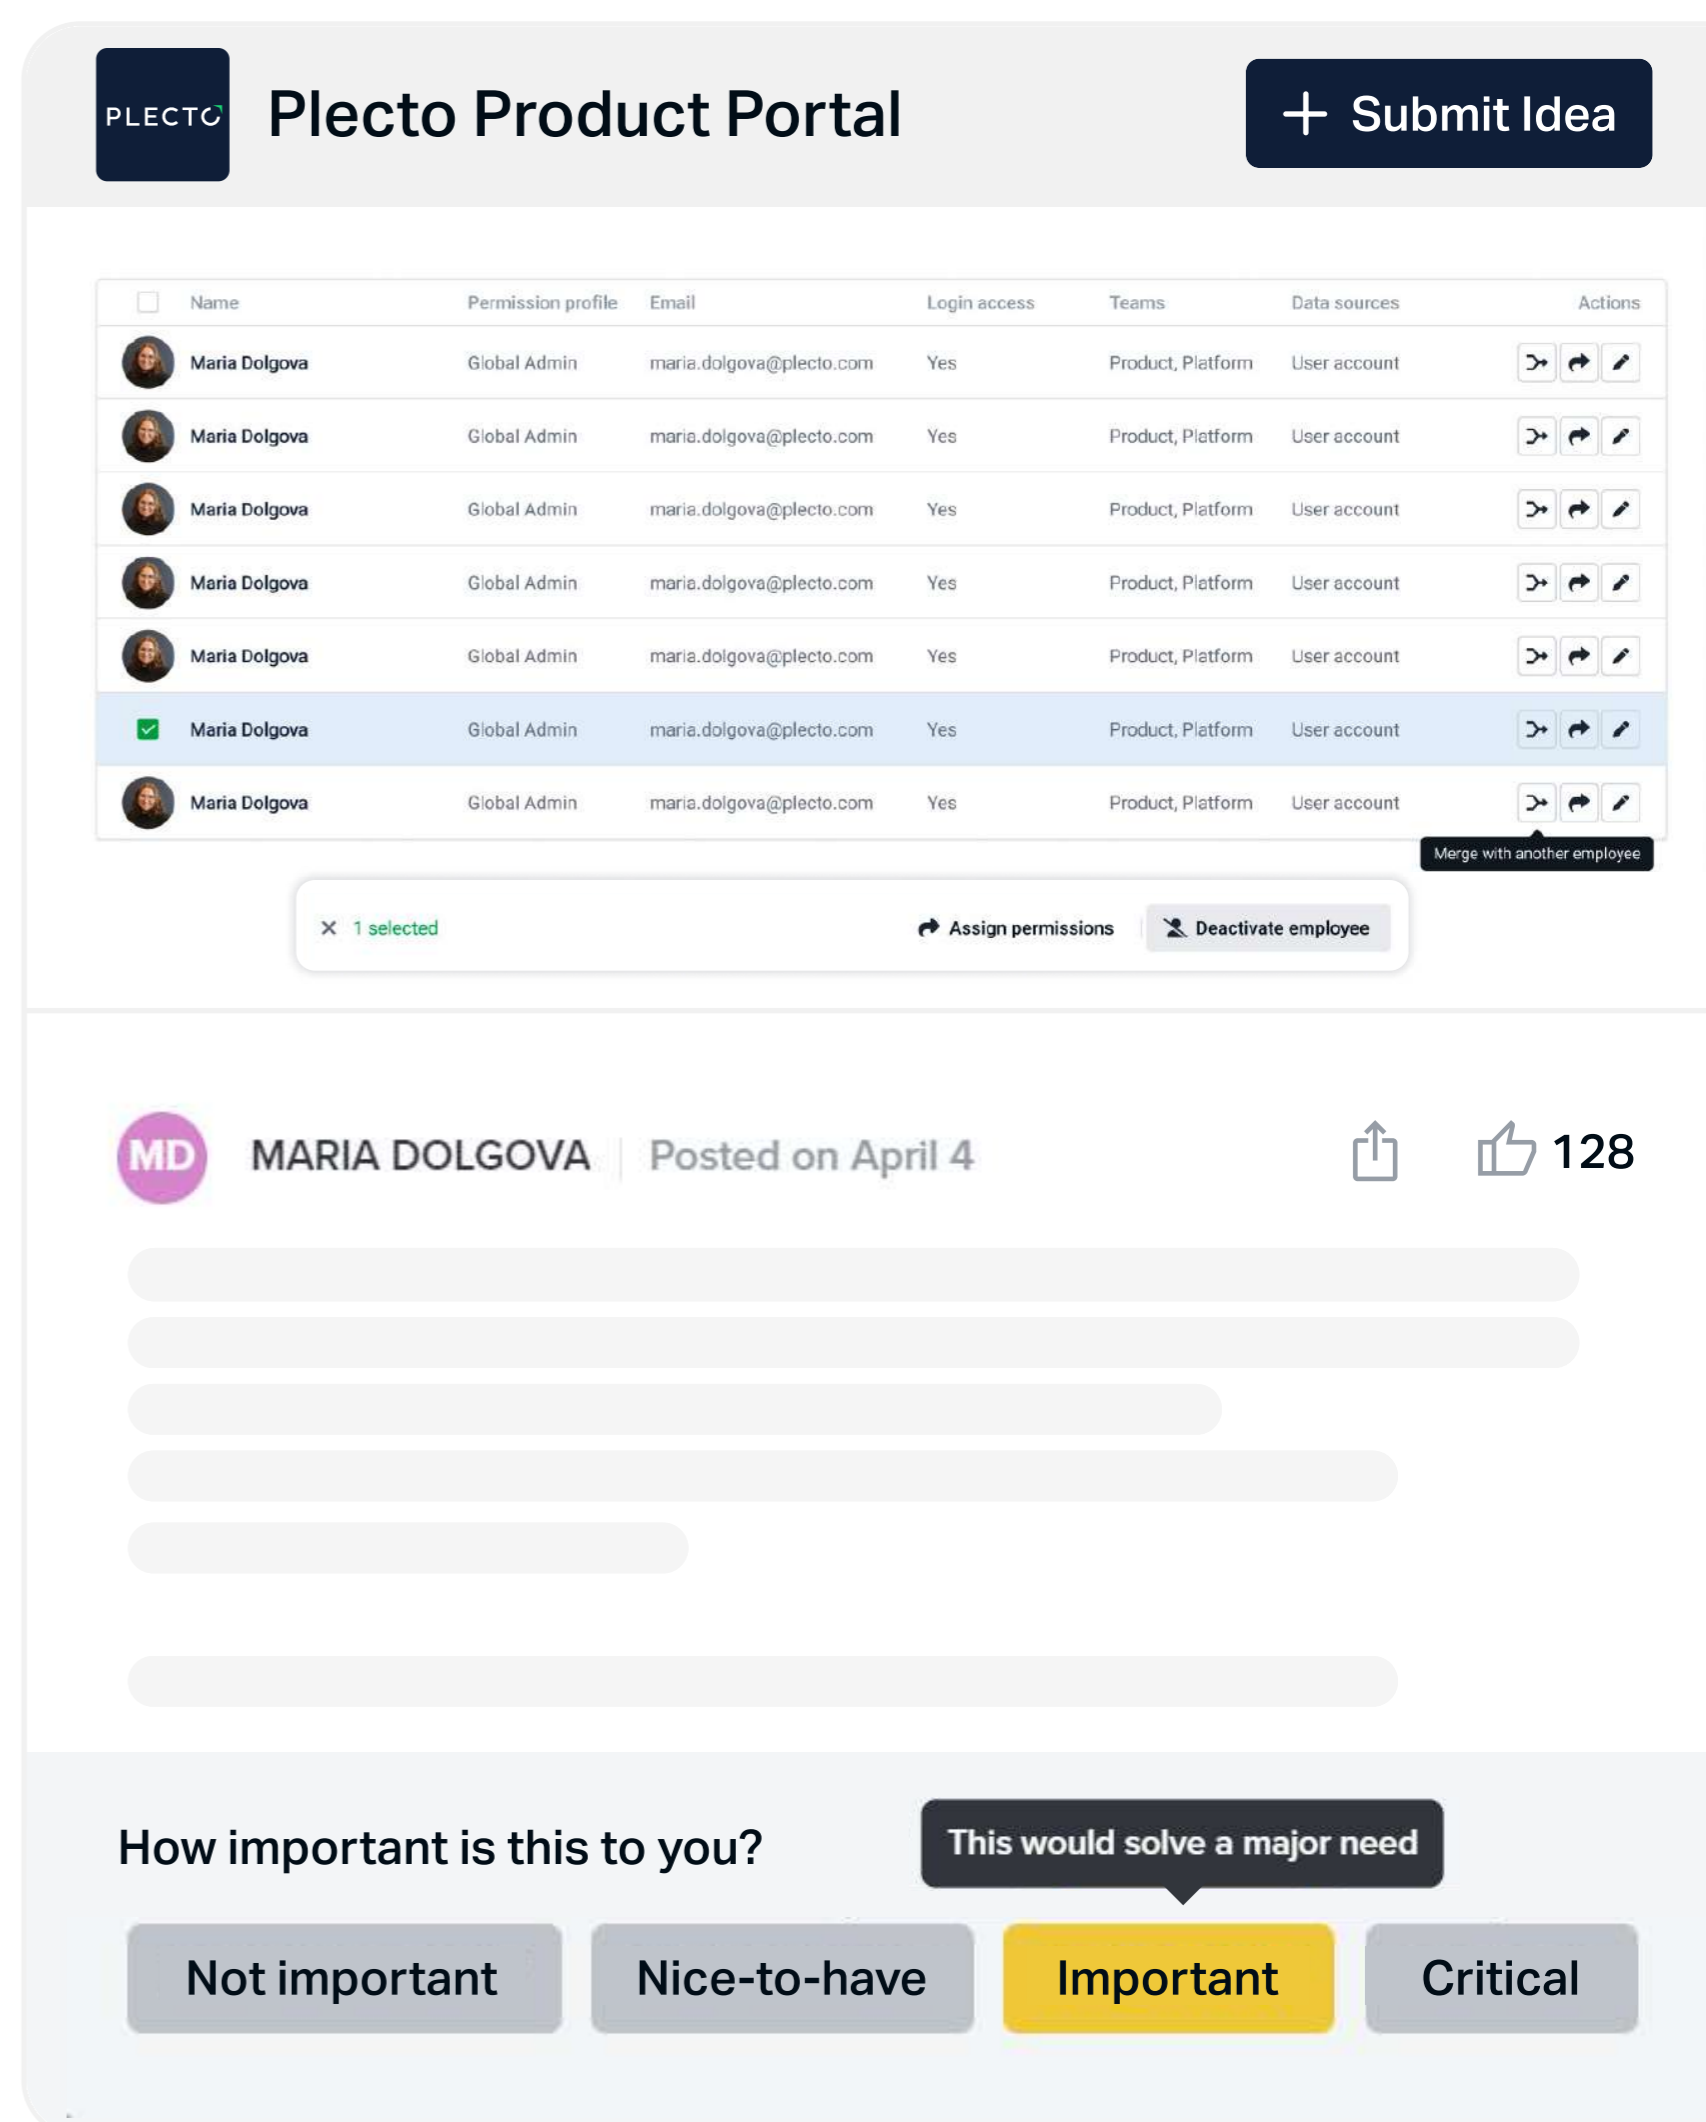 PLECTO
Plecto Product Portal
+ Submit Idea
Name Permission profile Email Login access Teams Data sources Actions
Maria Dolgova Global Admin maria.dolgova@plecto.com Yes Product, Platform User account
Maria Dolgova Global Admin maria.dolgova@plecto.com Yes Product, Platform User account
Maria Dolgova Global Admin maria.dolgova@plecto.com Yes Product, Platform User account
Maria Dolgova Global Admin maria.dolgova@plecto.com Yes Product, Platform User account
Maria Dolgova Global Admin maria.dolgova@plecto.com Yes Product, Platform User account
Maria Dolgova Global Admin maria.dolgova@plecto.com Yes Product, Platform User account
Maria Dolgova Global Admin maria.dolgova@plecto.com Yes Product, Platform User account
Merge with another employee
1 selected Assign permissions Deactivate employee
MD MARIA DOLGOVA Posted on April 4 128
How important is this to you?
This would solve a major need
Not important Nice-to-have Important Critical